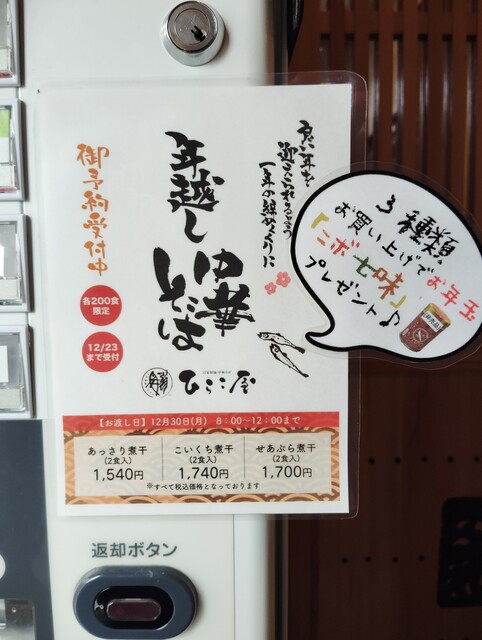 良い年を
迎えられるよう
一年の締めくくりに
年越し
中華
そば
御予約受付中
各200食
限定
12/23
まで受付
ひらこ屋
3種類
お買い上げでお年玉
「ニボ七味」
プレゼント♪
【お渡し日】12月30日(月) 8:00〜12:00まで
あっさり煮干
(2食入)
1,540円
こいくち煮干
(2食入)
1,740円
せあぶら煮干
(2食入)
1,700円
※すべて税込価格となっております
返却ボタン